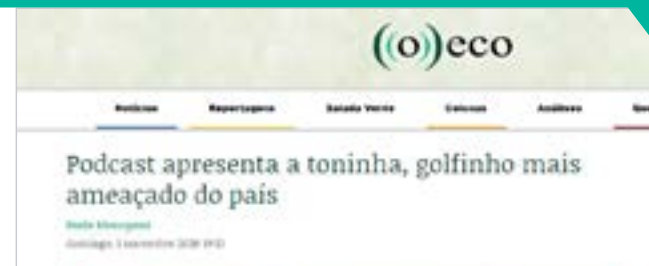 ((o))eco
Notícias Reportagens Salada Verde Colunas Análises
Podcast apresenta a toninha, golfinho mais
ameaçado do país